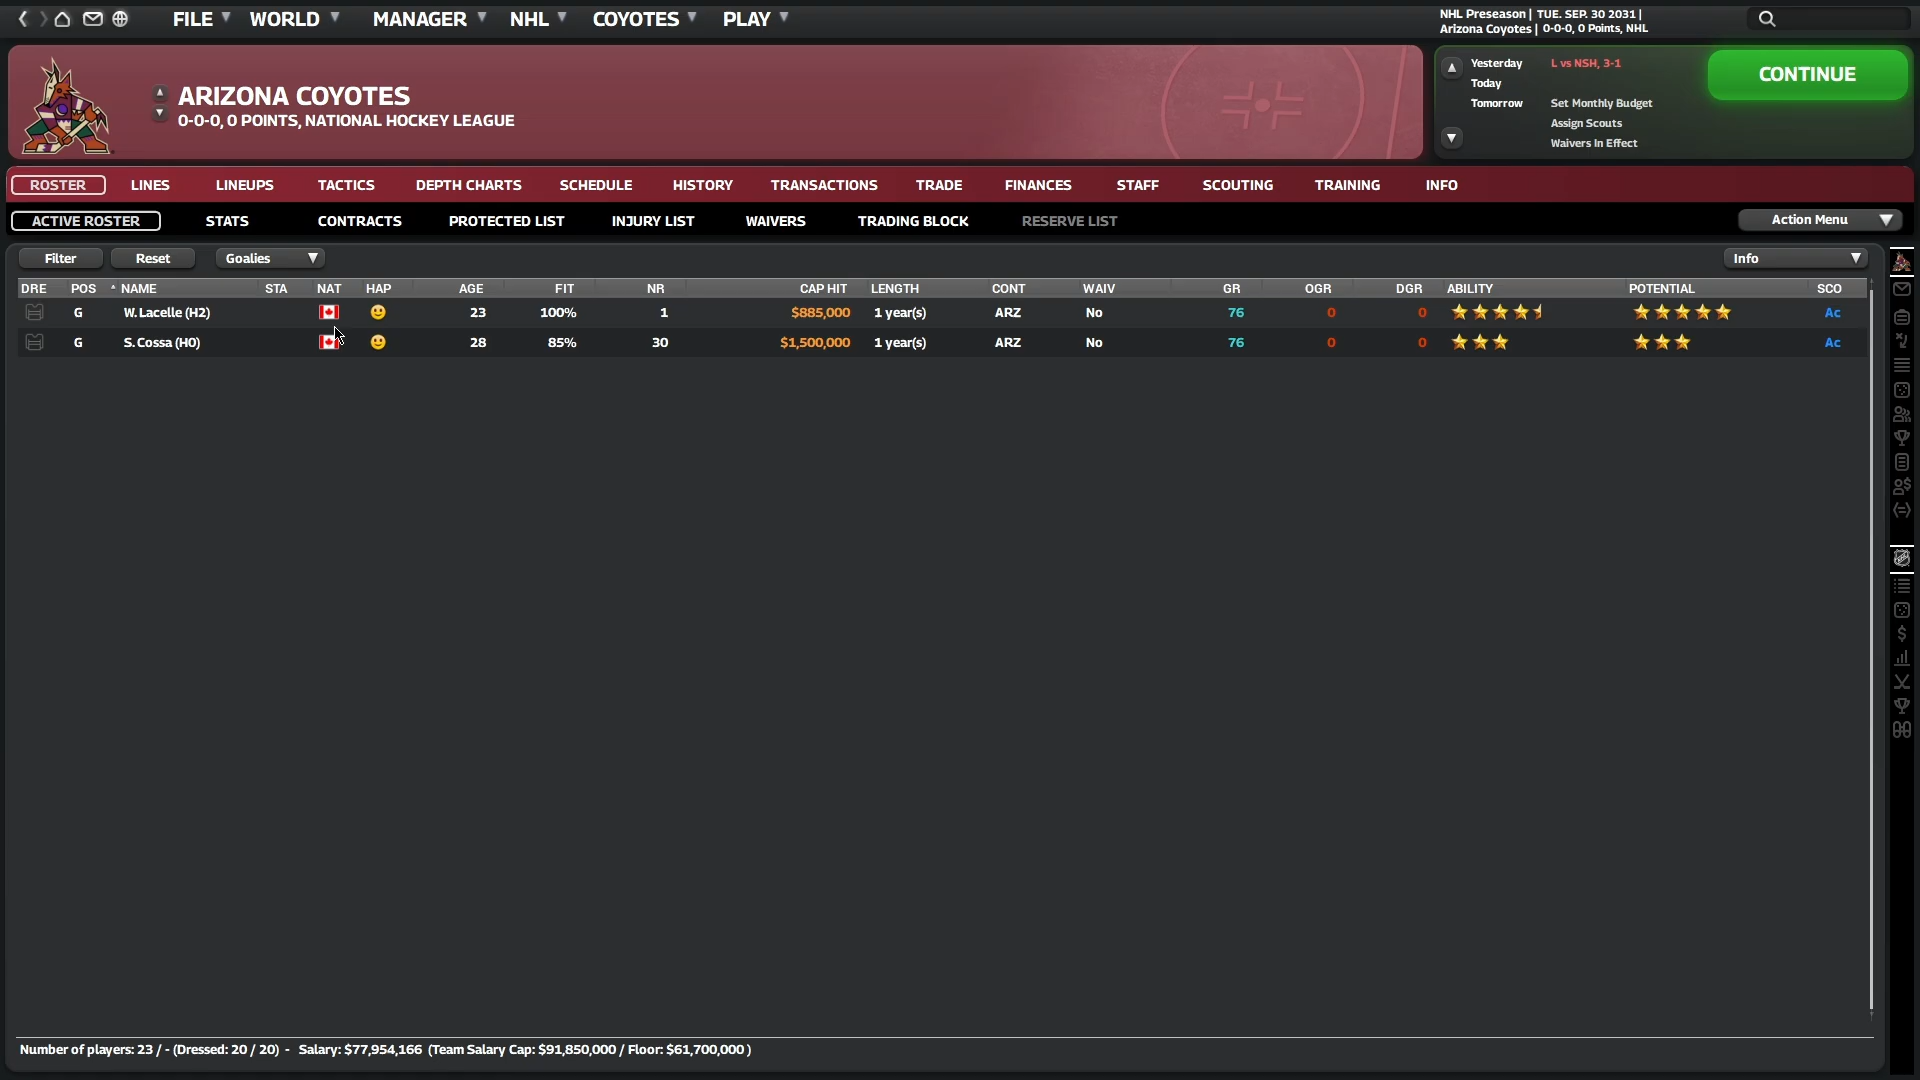 FILE WORLD MANAGER NHL COYOTES PLAY
NHL Preseason | TUE. SEP. 30 2031 |
Arizona Coyotes | 0-0-0, 0 Points, NHL
ARIZONA COYOTES
0-0-0, 0 POINTS, NATIONAL HOCKEY LEAGUE
Yesterday L vs NSH, 3-1
Today
Tomorrow Set Monthly Budget
Assign Scouts
Waivers In Effect
CONTINUE
ROSTER LINES LINEUPS TACTICS DEPTH CHARTS SCHEDULE HISTORY TRANSACTIONS TRADE FINANCES STAFF SCOUTING TRAINING INFO
ACTIVE ROSTER STATS CONTRACTS PROTECTED LIST INJURY LIST WAIVERS TRADING BLOCK RESERVE LIST Action Menu
Filter Reset Goalies Info
DRE POS NAME STA NAT HAP AGE FIT NR CAP HIT LENGTH CONT WAIV GR OGR DGR ABILITY POTENTIAL SCO
G W. Lacelle (H2) 23 100% 1 $885,000 1 year(s) ARZ No 76 0 0 Ac
G S. Cossa (H0) 28 85% 30 $1,500,000 1 year(s) ARZ No 76 0 0 Ac
Number of players: 23 / - (Dressed: 20 / 20) - Salary: $77,954,166 (Team Salary Cap: $91,850,000 / Floor: $61,700,000 )